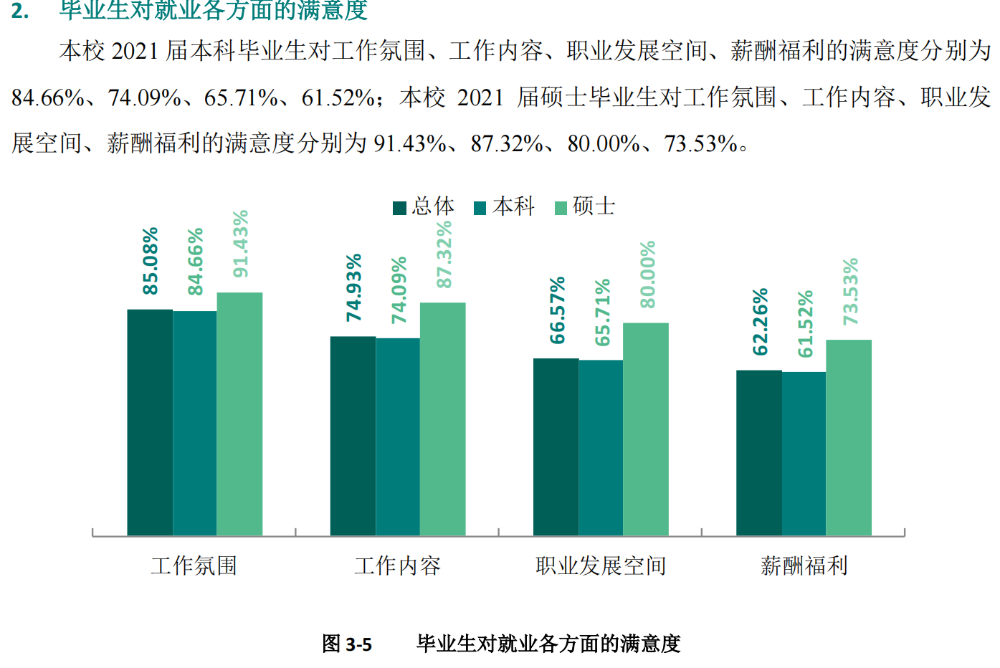 2. 毕业生对就业各方面的满意度
本校 2021 届本科毕业生对工作氛围、工作内容、职业发展空间、薪酬福利的满意度分别为
84.66%、74.09%、65.71%、61.52%；本校 2021 届硕士毕业生对工作氛围、工作内容、职业发
展空间、薪酬福利的满意度分别为 91.43%、87.32%、80.00%、73.53%。
总体 本科 硕士
85.08% 84.66% 91.43% 74.93% 74.09% 87.32% 66.57% 65.71% 80.00% 62.26% 61.52% 73.53%
工作氛围 工作内容 职业发展空间 薪酬福利
图 3-5 毕业生对就业各方面的满意度